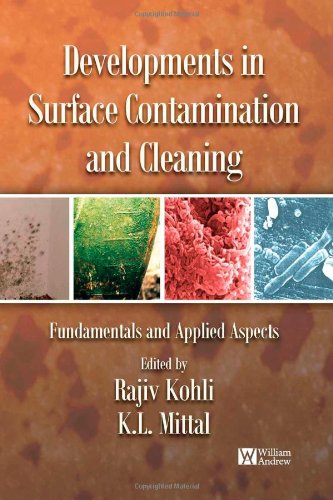 Developments in
Surface Contamination
and Cleaning
Fundamentals and Applied Aspects
Edited by
Rajiv Kohli
K.L. Mittal
William
Andrew